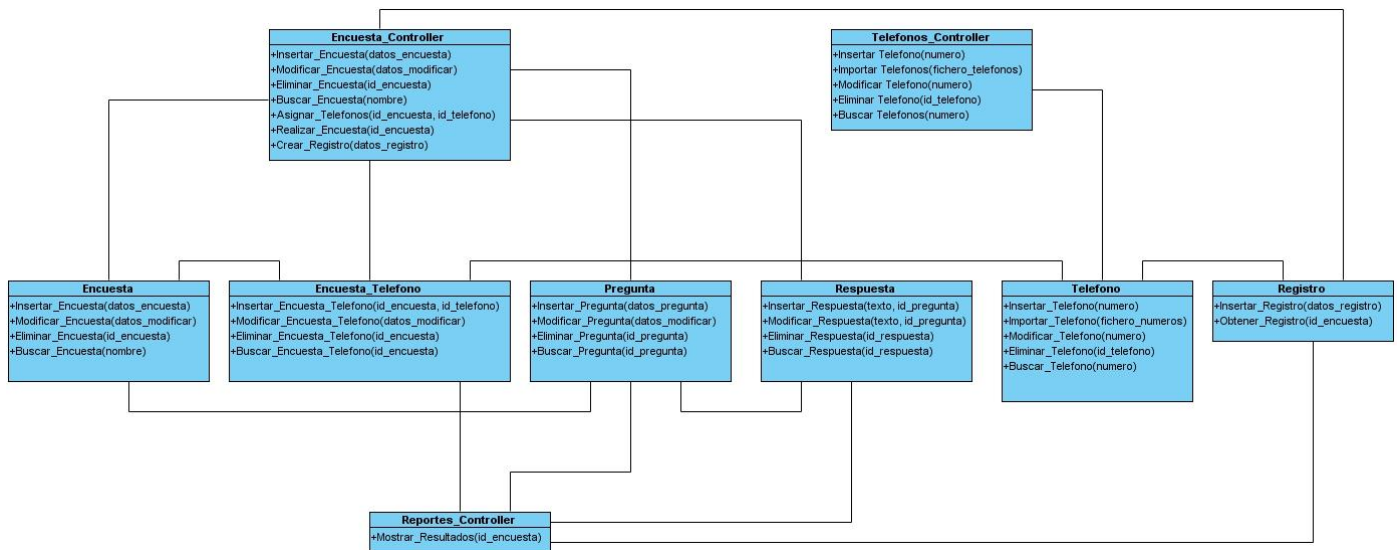 Encuesta_Controller
+Insertar_Encuesta(datos_encuesta)
+Modificar_Encuesta(datos_modificar)
+Eliminar_Encuesta(id_encuesta)
+Buscar_Encuesta(nombre)
+Asignar_Telefonos(id_encuesta, id_telefono)
+Realizar_Encuesta(id_encuesta)
+Crear_Registro(datos_registro)
Telefonos_Controller
+Insertar Telefono(numero)
+Importar Telefonos(fichero_telefonos)
+Modificar Telefono(numero)
+Eliminar Telefono(id_telefono)
+Buscar Telefonos(numero)
Encuesta
+Insertar_Encuesta(datos_encuesta)
+Modificar_Encuesta(datos_modificar)
+Eliminar_Encuesta(id_encuesta)
+Buscar_Encuesta(nombre)
Encuesta_Telefono
+Insertar_Encuesta_Telefono(id_encuesta, id_telefono)
+Modificar_Encuesta_Telefono(datos_modificar)
+Eliminar_Encuesta_Telefono(id_encuesta)
+Buscar_Encuesta_Telefono(id_encuesta)
Pregunta
+Insertar_Pregunta(datos_pregunta)
+Modificar_Pregunta(datos_modificar)
+Eliminar_Pregunta(id_pregunta)
+Buscar_Pregunta(id_pregunta)
Respuesta
+Insertar_Respuesta(texto, id_pregunta)
+Modificar_Respuesta(texto, id_pregunta)
+Eliminar_Respuesta(id_respuesta)
+Buscar_Respuesta(id_respuesta)
Telefono
+Insertar_Telefono(numero)
+Importar_Telefono(fichero_numeros)
+Modificar_Telefono(numero)
+Eliminar_Telefono(id_telefono)
+Buscar_Telefono(numero)
Registro
+Insertar_Registro(datos_registro)
+Obtener_Registro(id_encuesta)
Reportes_Controller
+Mostrar_Resultados(id_encuesta)